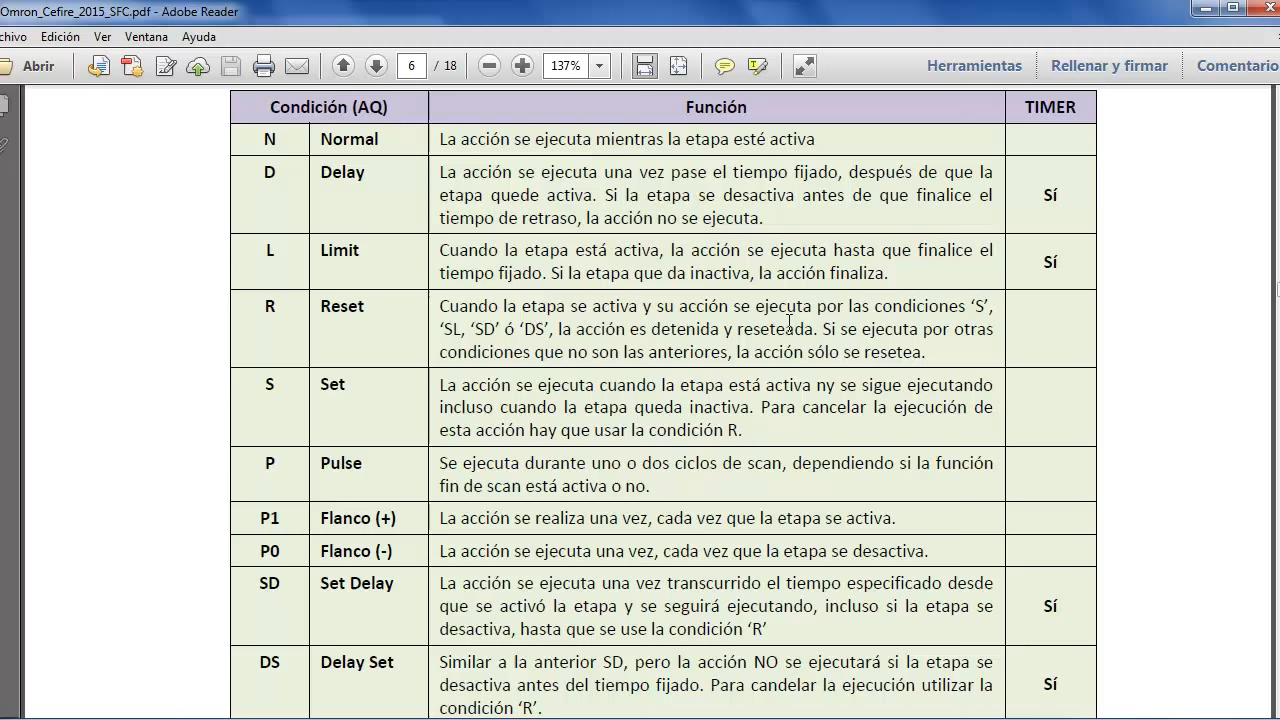 Omron_Cefire_2015_SFC.pdf - Adobe Reader
chivo Edición Ver Ventana Ayuda
Abrir 6 / 18 137% Herramientas Rellenar y firmar Comentario
Condición (AQ) Función TIMER
N Normal La acción se ejecuta mientras la etapa esté activa
D Delay La acción se ejecuta una vez pase el tiempo fijado, después de que la
etapa quede activa. Si la etapa se desactiva antes de que finalice el
tiempo de retraso, la acción no se ejecuta.
Sí
L Limit Cuando la etapa está activa, la acción se ejecuta hasta que finalice el
tiempo fijado. Si la etapa que da inactiva, la acción finaliza.
Sí
R Reset Cuando la etapa se activa y su acción se ejecuta por las condiciones ‘S’,
‘SL, ‘SD’ ó ‘DS’, la acción es detenida y reseteada. Si se ejecuta por otras
condiciones que no son las anteriores, la acción sólo se resetea.
S Set La acción se ejecuta cuando la etapa está activa ny se sigue ejecutando
incluso cuando la etapa queda inactiva. Para cancelar la ejecución de
esta acción hay que usar la condición R.
P Pulse Se ejecuta durante uno o dos ciclos de scan, dependiendo si la función
fin de scan está activa o no.
P1 Flanco (+) La acción se realiza una vez, cada vez que la etapa se activa.
P0 Flanco (-) La acción se ejecuta una vez, cada vez que la etapa se desactiva.
SD Set Delay La acción se ejecuta una vez transcurrido el tiempo especificado desde
que se activó la etapa y se seguirá ejecutando, incluso si la etapa se
desactiva, hasta que se use la condición ‘R’
Sí
DS Delay Set Similar a la anterior SD, pero la acción NO se ejecutará si la etapa se
desactiva antes del tiempo fijado. Para candelar la ejecución utilizar la
condición ‘R’.
Sí